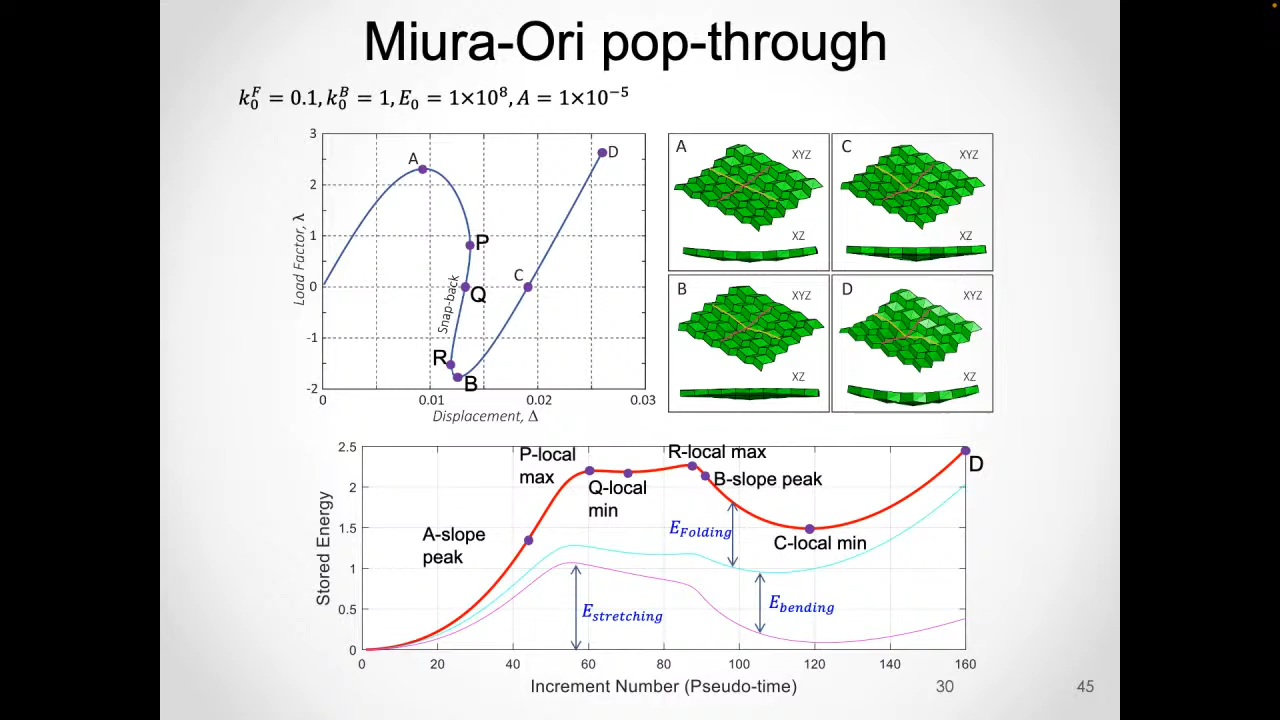 Miura-Ori pop-through
k₀ᶠ = 0.1, k₀ᴮ = 1, E₀ = 1×10⁸, A = 1×10⁻⁵
3
2
1
0
-1
-2
Load Factor, λ
A
P
Q
Snap-back
R
B
C
D
0
0.01
0.02
0.03
Displacement, Δ
A
XYZ
XZ
C
XYZ
XZ
B
XYZ
XZ
D
XYZ
XZ
2.5
2
1.5
1
0.5
0
Stored Energy
A-slope
peak
P-local
max
Q-local
min
R-local max
B-slope peak
C-local min
D
E_Folding
E_bending
E_stretching
0
20
40
60
80
100
120
140
160
Increment Number (Pseudo-time)
30
45